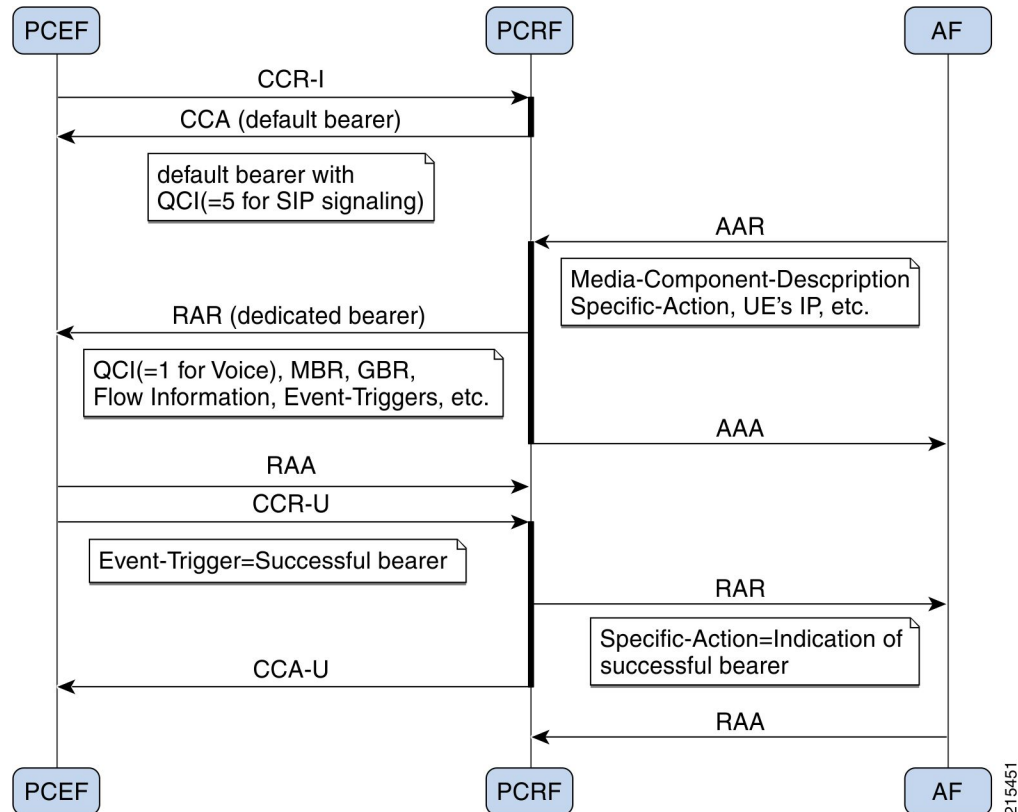 PCEF
PCRF
AF
CCR-I
CCA (default bearer)
default bearer with
QCI(=5 for SIP signaling)
AAR
Media-Component-Descpription
Specific-Action, UE's IP, etc.
RAR (dedicated bearer)
QCI(=1 for Voice), MBR, GBR,
Flow Information, Event-Triggers, etc.
AAA
RAA
CCR-U
Event-Trigger=Successful bearer
RAR
Specific-Action=Indication of
successful bearer
CCA-U
RAA
PCEF
PCRF
AF
215451